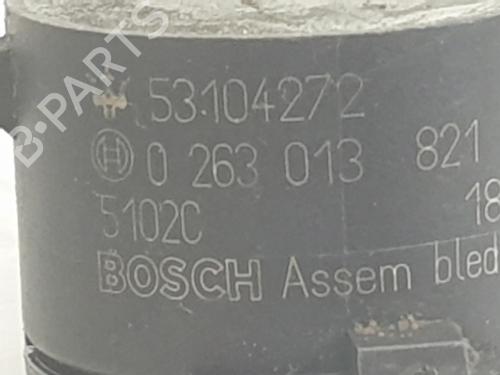 53104272
0 263 013 821
5102C 18
BOSCH Assem bled
B-PARTS